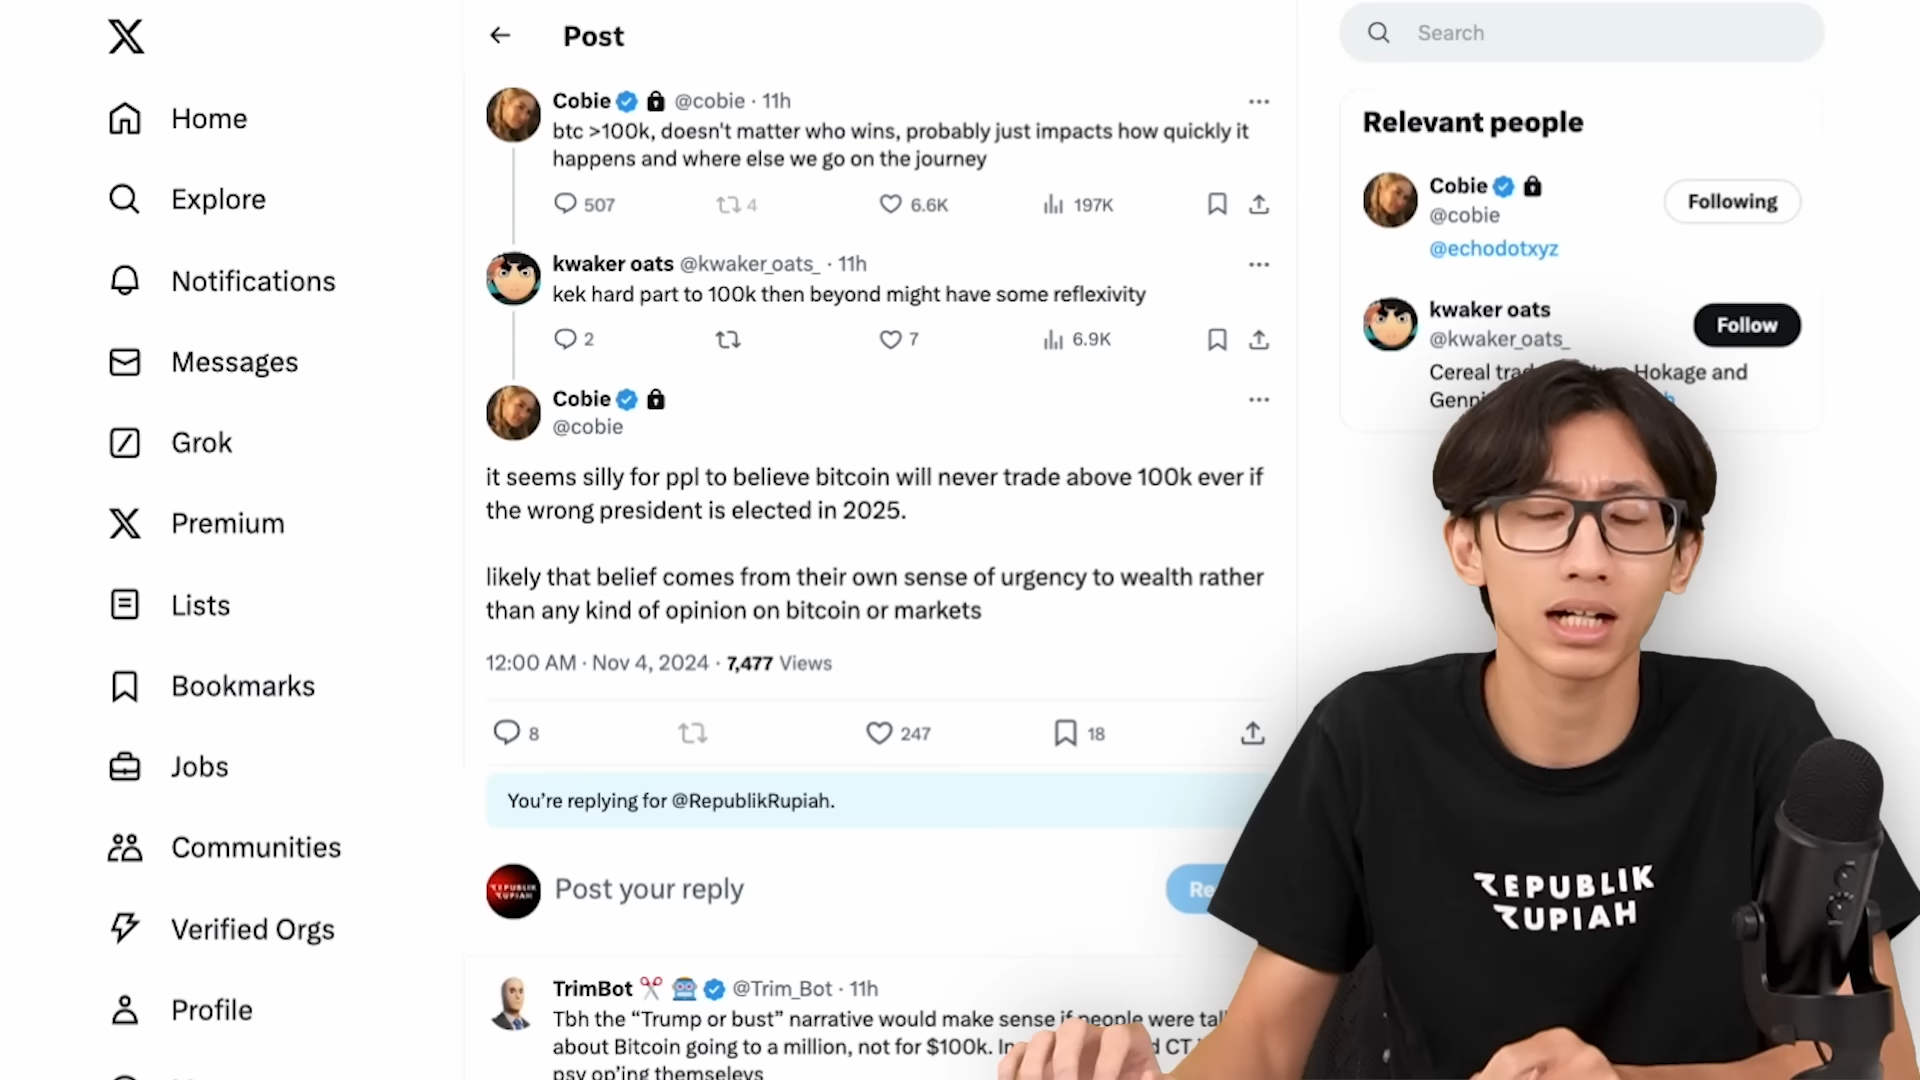 Post
Search
Home
Explore
Notifications
Messages
Grok
Premium
Lists
Bookmarks
Jobs
Communities
Verified Orgs
Profile
Cobie @cobie · 11h
btc >100k, doesn't matter who wins, probably just impacts how quickly it
happens and where else we go on the journey
507 4 6.6K 197K
kwaker oats @kwaker_oats_ · 11h
kek hard part to 100k then beyond might have some reflexivity
2 7 6.9K
Cobie
@cobie
it seems silly for ppl to believe bitcoin will never trade above 100k ever if
the wrong president is elected in 2025.
likely that belief comes from their own sense of urgency to wealth rather
than any kind of opinion on bitcoin or markets
12:00 AM · Nov 4, 2024 · 7,477 Views
8 247 18
You're replying for @RepublikRupiah.
REPUBLIK
RUPIAH
Post your reply
TrimBot @Trim_Bot · 11h
Tbh the “Trump or bust” narrative would make sense if people were
about Bitcoin going to a million, not for $100k. CT
psy op'ing themselevs
Relevant people
Cobie
@cobie
Following
@echodotxyz
kwaker oats
@kwaker_oats_
Follow
Cereal Hokage and
REPUBLIK
RUPIAH